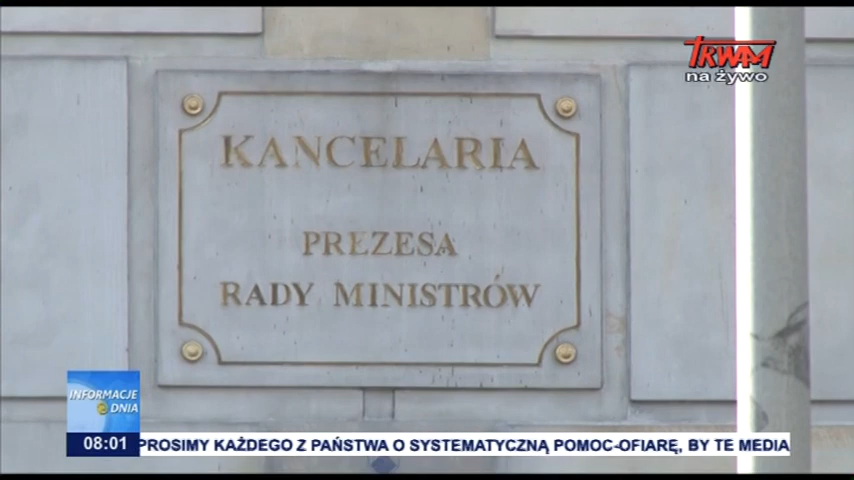 TRWAM
na żywo
KANCELARIA
PREZESA
RADY MINISTRÓW
INFORMACJE
DNIA
08:01
PROSIMY KAŻDEGO Z PAŃSTWA O SYSTEMATYCZNĄ POMOC-OFIARĘ, BY TE MEDIA